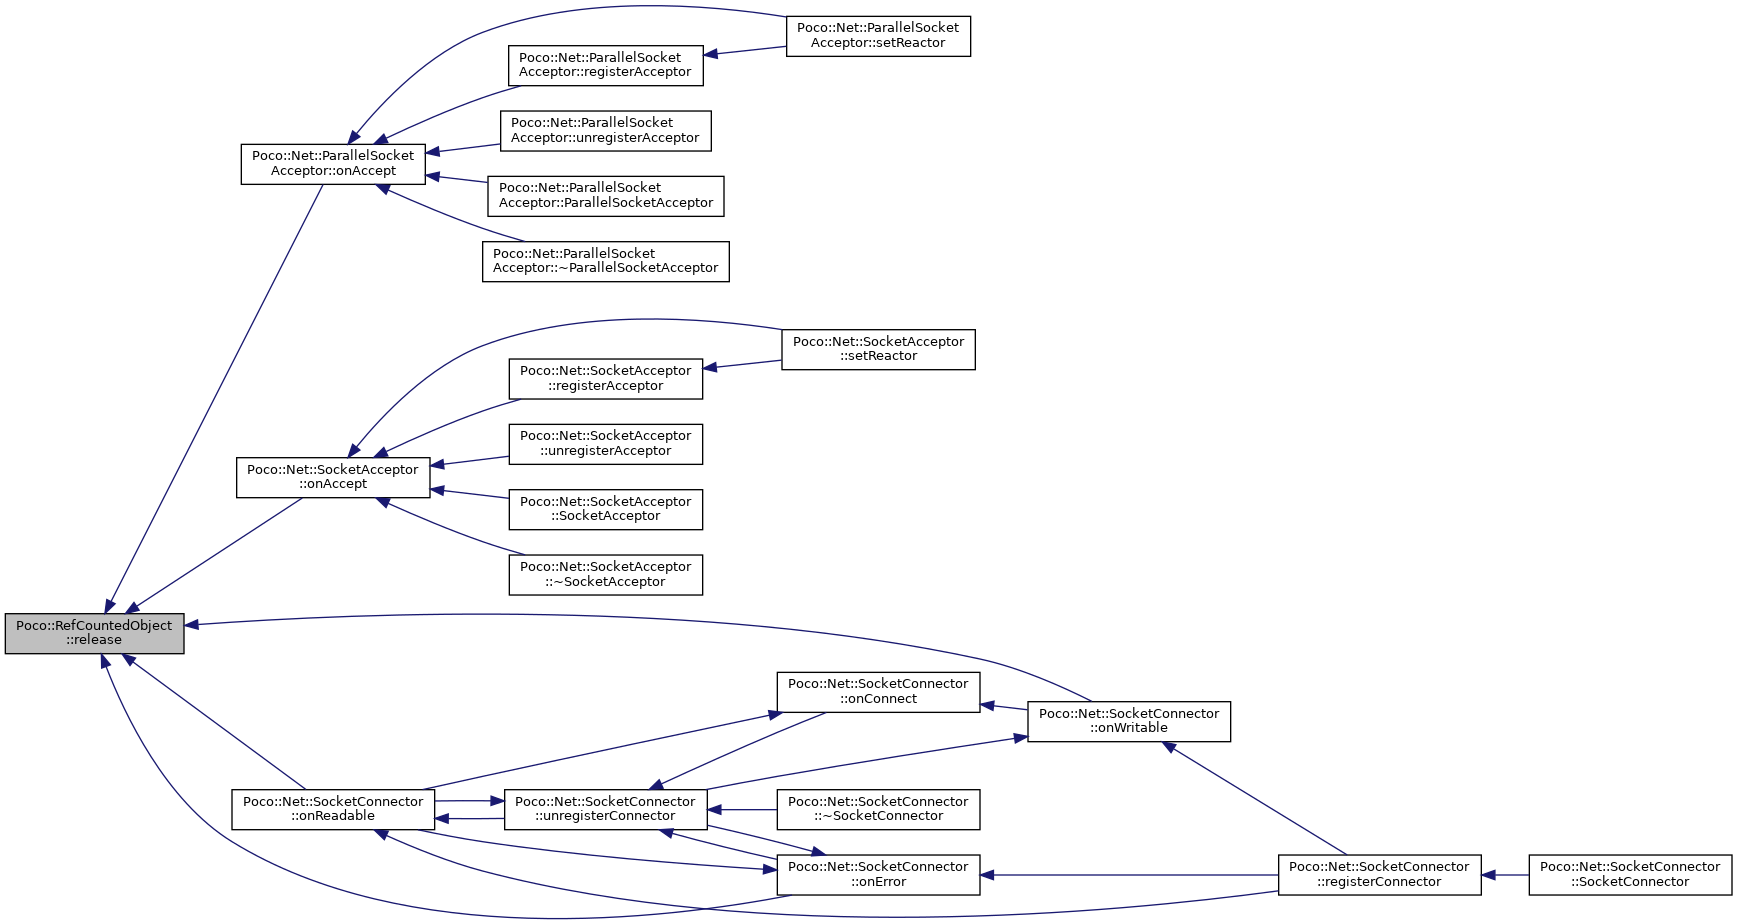 Poco::Net::ParallelSocket
Acceptor::setReactor
Poco::Net::ParallelSocket
Acceptor::registerAcceptor
Poco::Net::ParallelSocket
Acceptor::unregisterAcceptor
Poco::Net::ParallelSocket
Acceptor::onAccept
Poco::Net::ParallelSocket
Acceptor::ParallelSocketAcceptor
Poco::Net::ParallelSocket
Acceptor::~ParallelSocketAcceptor
Poco::Net::SocketAcceptor
::setReactor
Poco::Net::SocketAcceptor
::registerAcceptor
Poco::Net::SocketAcceptor
::unregisterAcceptor
Poco::Net::SocketAcceptor
::onAccept
Poco::Net::SocketAcceptor
::SocketAcceptor
Poco::Net::SocketAcceptor
::~SocketAcceptor
Poco::RefCountedObject
::release
Poco::Net::SocketConnector
::onConnect
Poco::Net::SocketConnector
::onWritable
Poco::Net::SocketConnector
::onReadable
Poco::Net::SocketConnector
::unregisterConnector
Poco::Net::SocketConnector
::~SocketConnector
Poco::Net::SocketConnector
::onError
Poco::Net::SocketConnector
::registerConnector
Poco::Net::SocketConnector
::SocketConnector